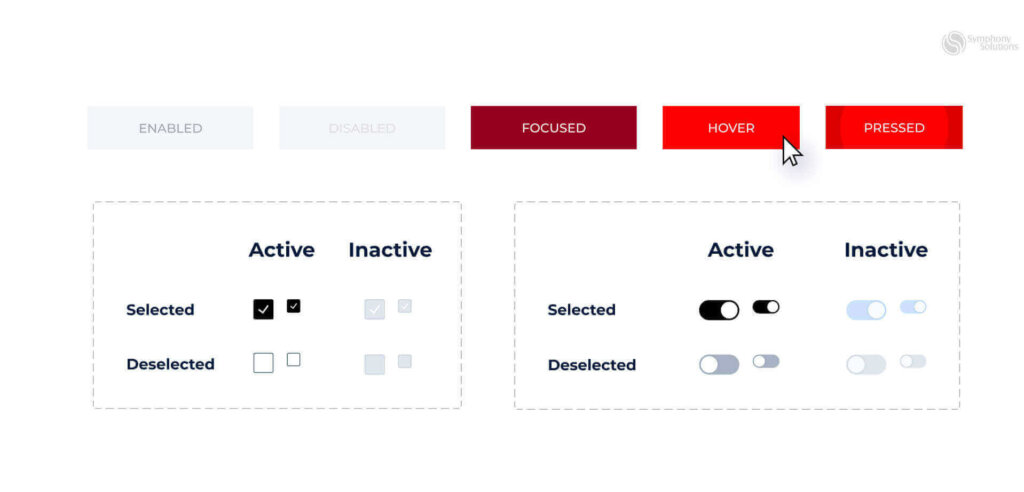 Symphony
Solutions
ENABLED
DISABLED
FOCUSED
HOVER
PRESSED
Active
Inactive
Selected
Deselected
Active
Inactive
Selected
Deselected